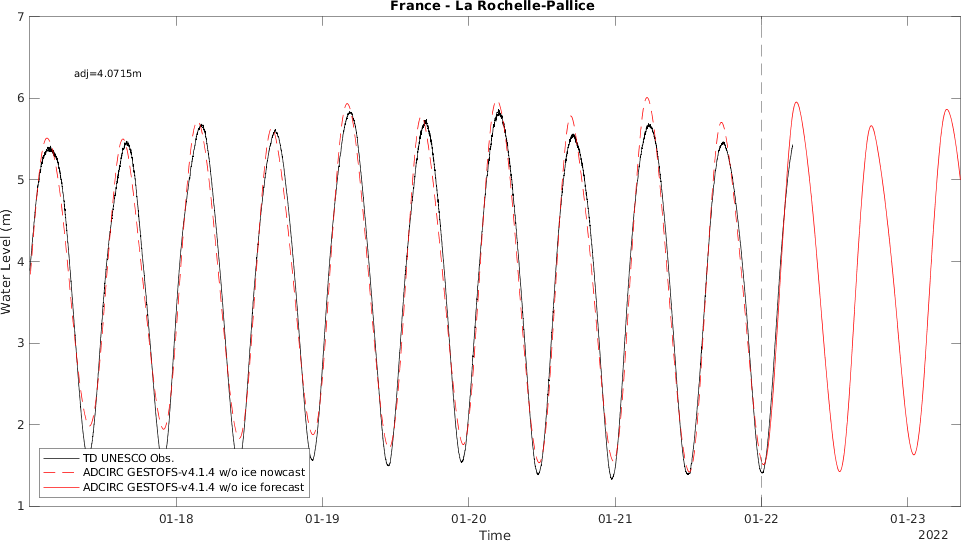 France - La Rochelle-Pallice
7
adj=4.0715m
6
5
4
3
2
1
Water Level (m)
TD UNESCO Obs.
ADCIRC GESTOFS-v4.1.4 w/o ice nowcast
ADCIRC GESTOFS-v4.1.4 w/o ice forecast
01-18 01-19 01-20 01-21 01-22 01-23
Time
2022